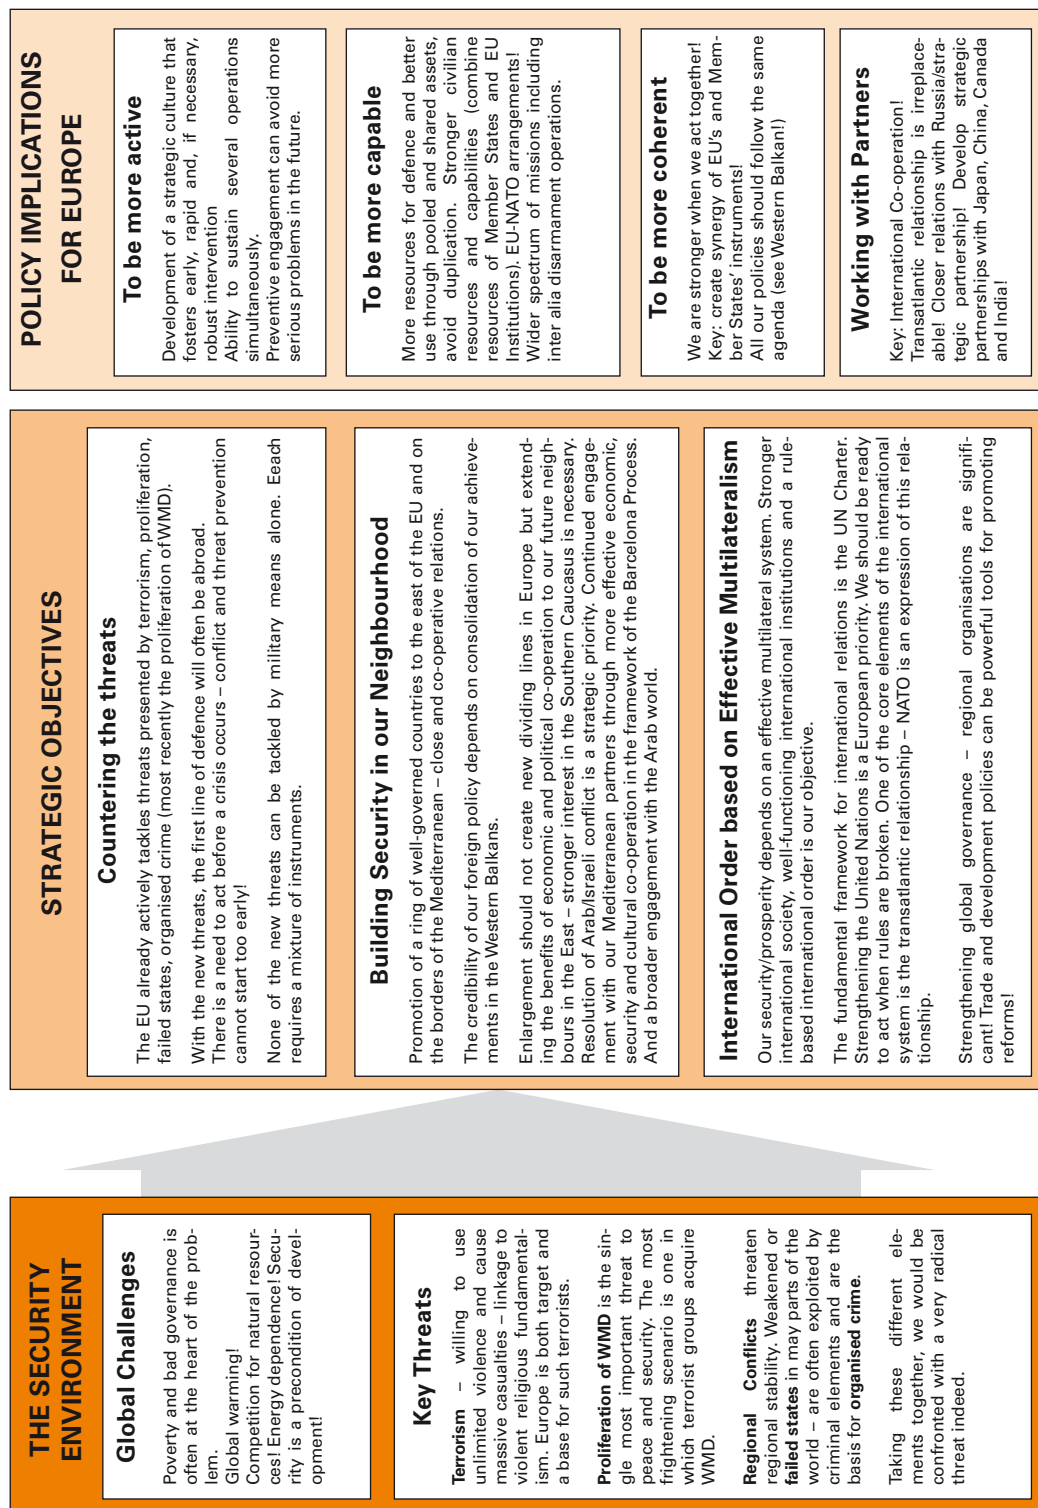 THE SECURITY
ENVIRONMENT
Global Challenges
Poverty and bad governance is
often at the heart of the prob-
lem.
Global warming!
Competition for natural resour-
ces! Energy dependence! Secu-
rity is a precondition of devel-
opment!
Key Threats
Terrorism – willing to use
unlimited violence and cause
massive casualties – linkage to
violent religious fundamental-
ism. Europe is both target and
a base for such terrorists.
Proliferation of WMD is the sin-
gle most important threat to
peace and security. The most
frightening scenario is one in
which terrorist groups acquire
WMD.
Regional Conflicts threaten
regional stability. Weakened or
failed states in may parts of the
world – are often exploited by
criminal elements and are the
basis for organised crime.
Taking these different ele-
ments together, we would be
confronted with a very radical
threat indeed.
STRATEGIC OBJECTIVES
Countering the threats
The EU already actively tackles threats presented by terrorism, proliferation,
failed states, organised crime (most recently the proliferation of WMD).
With the new threats, the first line of defence will often be abroad.
There is a need to act before a crisis occurs – conflict and threat prevention
cannot start too early!
None of the new threats can be tackled by military means alone. Eeach
requires a mixture of instruments.
Building Security in our Neighbourhood
Promotion of a ring of well-governed countries to the east of the EU and on
the borders of the Mediterranean – close and co-operative relations.
The credibility of our foreign policy depends on consolidation of our achieve-
ments in the Western Balkans.
Enlargement should not create new dividing lines in Europe but extend-
ing the benefits of economic and political co-operation to our future neigh-
bours in the East – stronger interest in the Southern Caucasus is necessary.
Resolution of Arab/Israeli conflict is a strategic priority. Continued engage-
ment with our Mediterranean partners through more effective economic,
security and cultural co-operation in the framework of the Barcelona Process.
And a broader engagement with the Arab world.
International Order based on Effective Multilateralism
Our security/prosperity depends on an effective multilateral system. Stronger
international society, well-functioning international institutions and a rule-
based international order is our objective.
The fundamental framework for international relations is the UN Charter.
Strengthening the United Nations is a European priority. We should be ready
to act when rules are broken. One of the core elements of the international
system is the transatlantic relationship – NATO is an expression of this rela-
tionship.
Strengthening global governance – regional organisations are signifi-
cant! Trade and development policies can be powerful tools for promoting
reforms!
POLICY IMPLICATIONS
FOR EUROPE
To be more active
Development of a strategic culture that
fosters early, rapid and, if necessary,
robust intervention
Ability to sustain several operations
simultaneously.
Preventive engagement can avoid more
serious problems in the future.
To be more capable
More resources for defence and better
use through pooled and shared assets,
avoid duplication. Stronger civilian
resources and capabilities (combine
resources of Member States and EU
Institutions). EU-NATO arrangements!
Wider spectrum of missions including
inter alia disarmament operations.
To be more coherent
We are stronger when we act together!
Key: create synergy of EU's and Mem-
ber States' instruments!
All our policies should follow the same
agenda (see Western Balkan!)
Working with Partners
Key: International Co-operation!
Transatlantic relationship is irreplace-
able! Closer relations with Russia/stra-
tegic partnership! Develop strategic
partnerships with Japan, China, Canada
and India!